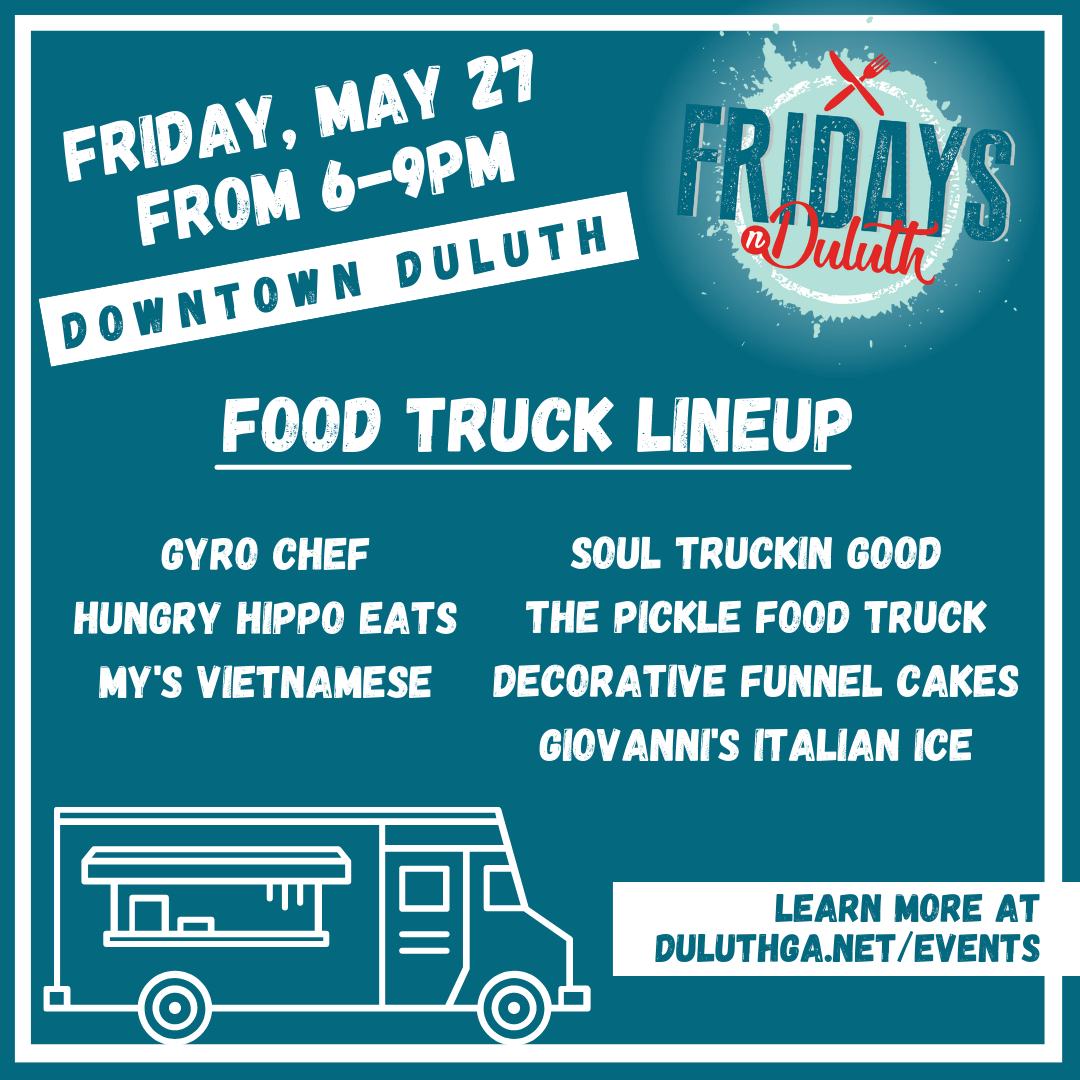 FRIDAY, MAY 27
FROM 6–9PM
DOWNTOWN DULUTH
FRIDAYS
n Duluth
FOOD TRUCK LINEUP
GYRO CHEF
HUNGRY HIPPO EATS
MY'S VIETNAMESE
SOUL TRUCKIN GOOD
THE PICKLE FOOD TRUCK
DECORATIVE FUNNEL CAKES
GIOVANNI'S ITALIAN ICE
LEARN MORE AT
DULUTHGA.NET/EVENTS